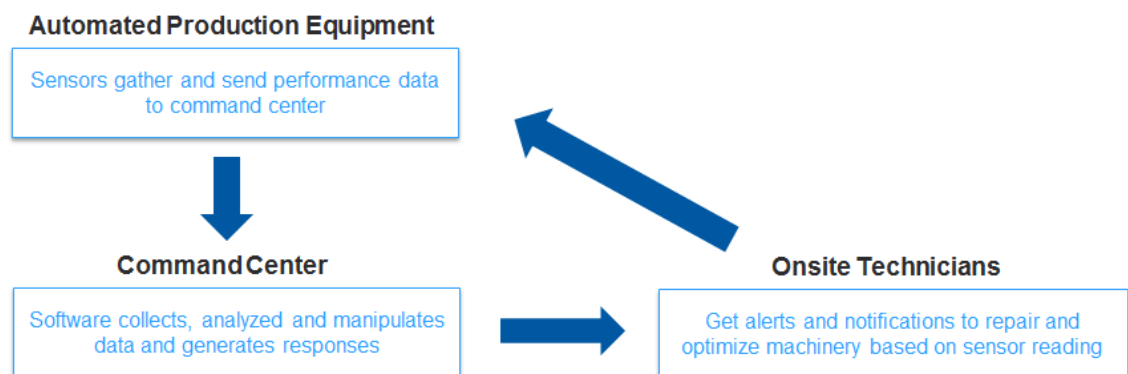 Automated Production Equipment
Sensors gather and send performance data
to command center
Command Center
Software collects, analyzed and manipulates
data and generates responses
Onsite Technicians
Get alerts and notifications to repair and
optimize machinery based on sensor reading